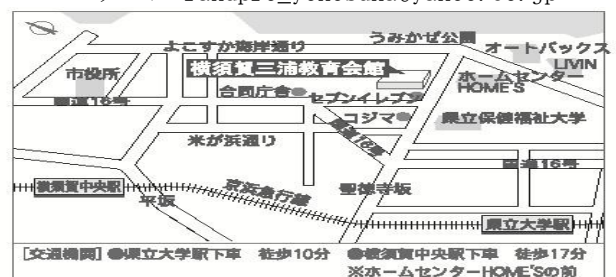 よこすか海岸通り
うみかぜ公園
オートバックス
LIVIN
市役所
横須賀三浦教育会館
ホームセンター
HOME'S
国道16号
合同庁舎
セブンイレブン
コジマ
県立保健福祉大学
米が浜通り
国道16号
国道16号
横須賀中央駅
平坂
京浜急行線
聖徳寺坂
県立大学駅
[交通機関] ●県立大学駅下車 徒歩10分 ●横須賀中央駅下車 徒歩17分
※ホームセンターHOME'Sの前